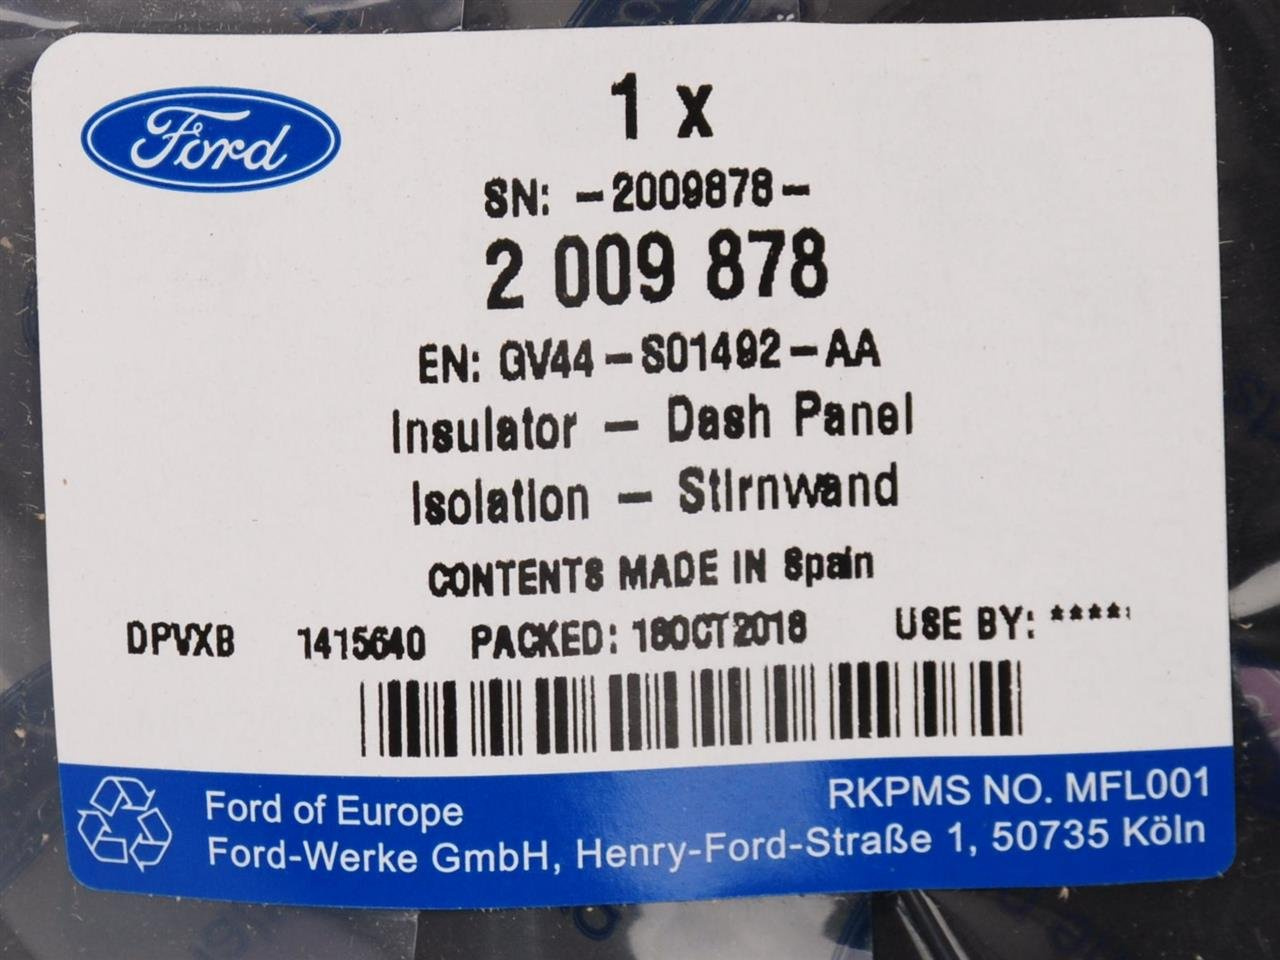 Ford
1 x
SN: -2009878-
2 009 878
EN: GV44-S01492-AA
Insulator - Dash Panel
Isolation - Stirnwand
CONTENTS MADE IN Spain
DPVXB 1415640 PACKED: 18OCT2018 USE BY: ****
Ford of Europe RKPMS NO. MFL001
Ford-Werke GmbH, Henry-Ford-Straße 1, 50735 Köln